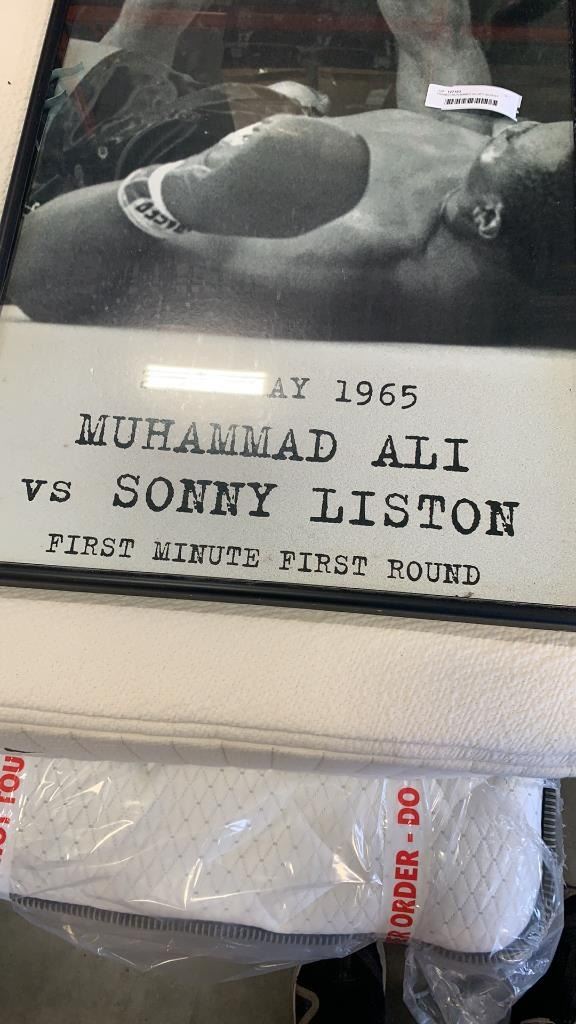 AY 1965
MUHAMMAD ALI
vs SONNY LISTON
FIRST MINUTE FIRST ROUND
ORDER - DO